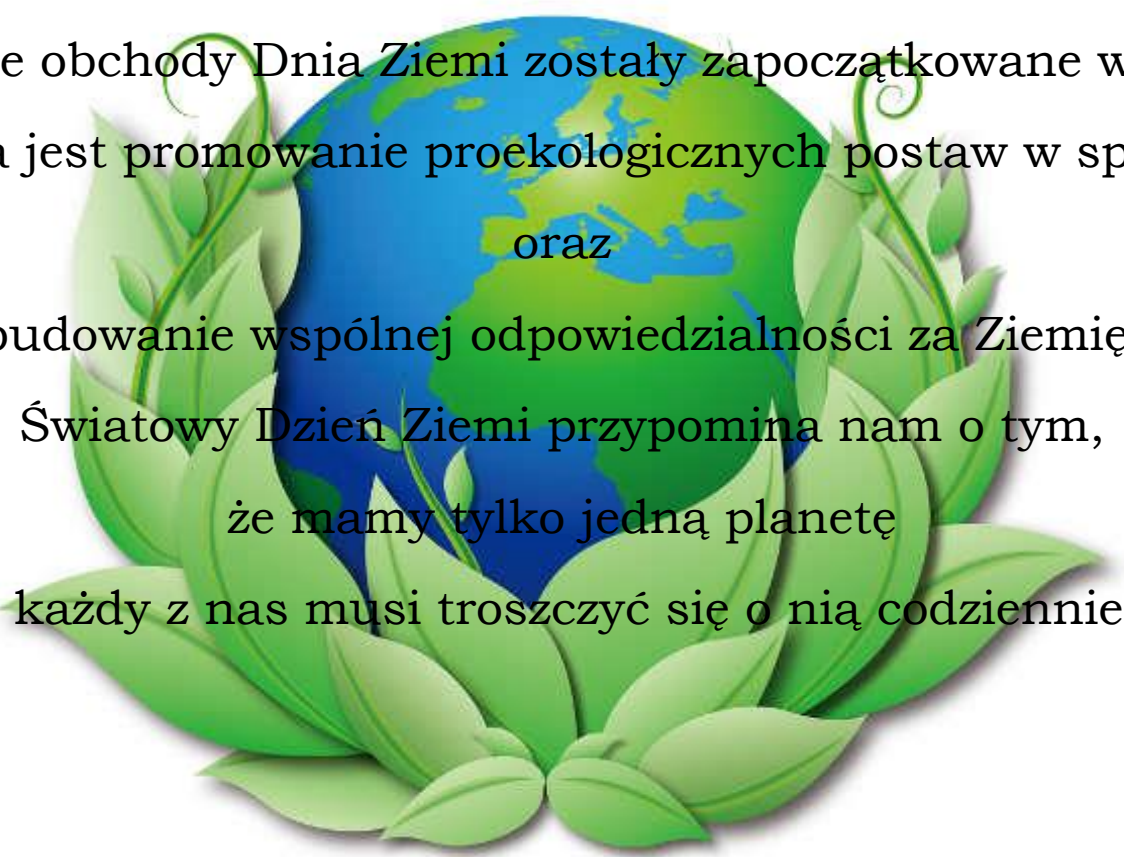 e obchody Dnia Ziemi zostały zapoczątkowane w
a jest promowanie proekologicznych postaw w sp
oraz
budowanie wspólnej odpowiedzialności za Ziemię
Światowy Dzień Ziemi przypomina nam o tym,
że mamy tylko jedną planetę
każdy z nas musi troszczyć się o nią codziennie